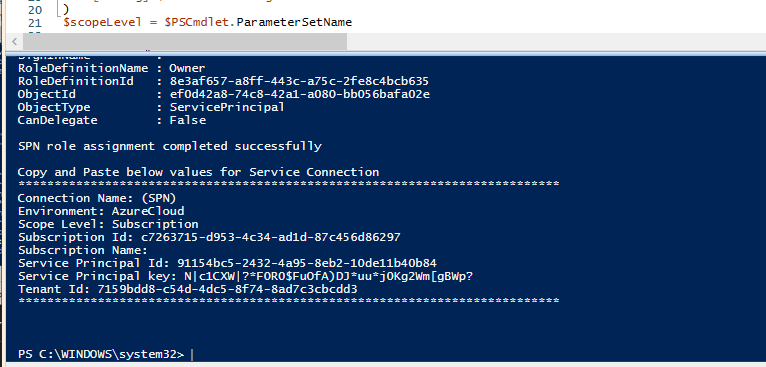 20 )
21 $scopeLevel = $PSCmdlet.ParameterSetName
SignInName :
RoleDefinitionName : Owner
RoleDefinitionId : 8e3af657-a8ff-443c-a75c-2fe8c4bcb635
ObjectId : ef0d42a8-74c8-42a1-a080-bb056bafa02e
ObjectType : ServicePrincipal
CanDelegate : False
SPN role assignment completed successfully
Copy and Paste below values for Service Connection
***************************************************************************
Connection Name: (SPN)
Environment: AzureCloud
Scope Level: Subscription
Subscription Id: c7263715-d953-4c34-ad1d-87c456d86297
Subscription Name:
Service Principal Id: 91154bc5-2432-4a95-8eb2-10de11b40b84
Service Principal key: N|c1CXW|?*FOR0$FuOfA)DJ*uu*jOKg2Wm[gBWp?
Tenant Id: 7159bdd8-c54d-4dc5-8f74-8ad7c3cbcdd3
***************************************************************************
PS C:\WINDOWS\system32>